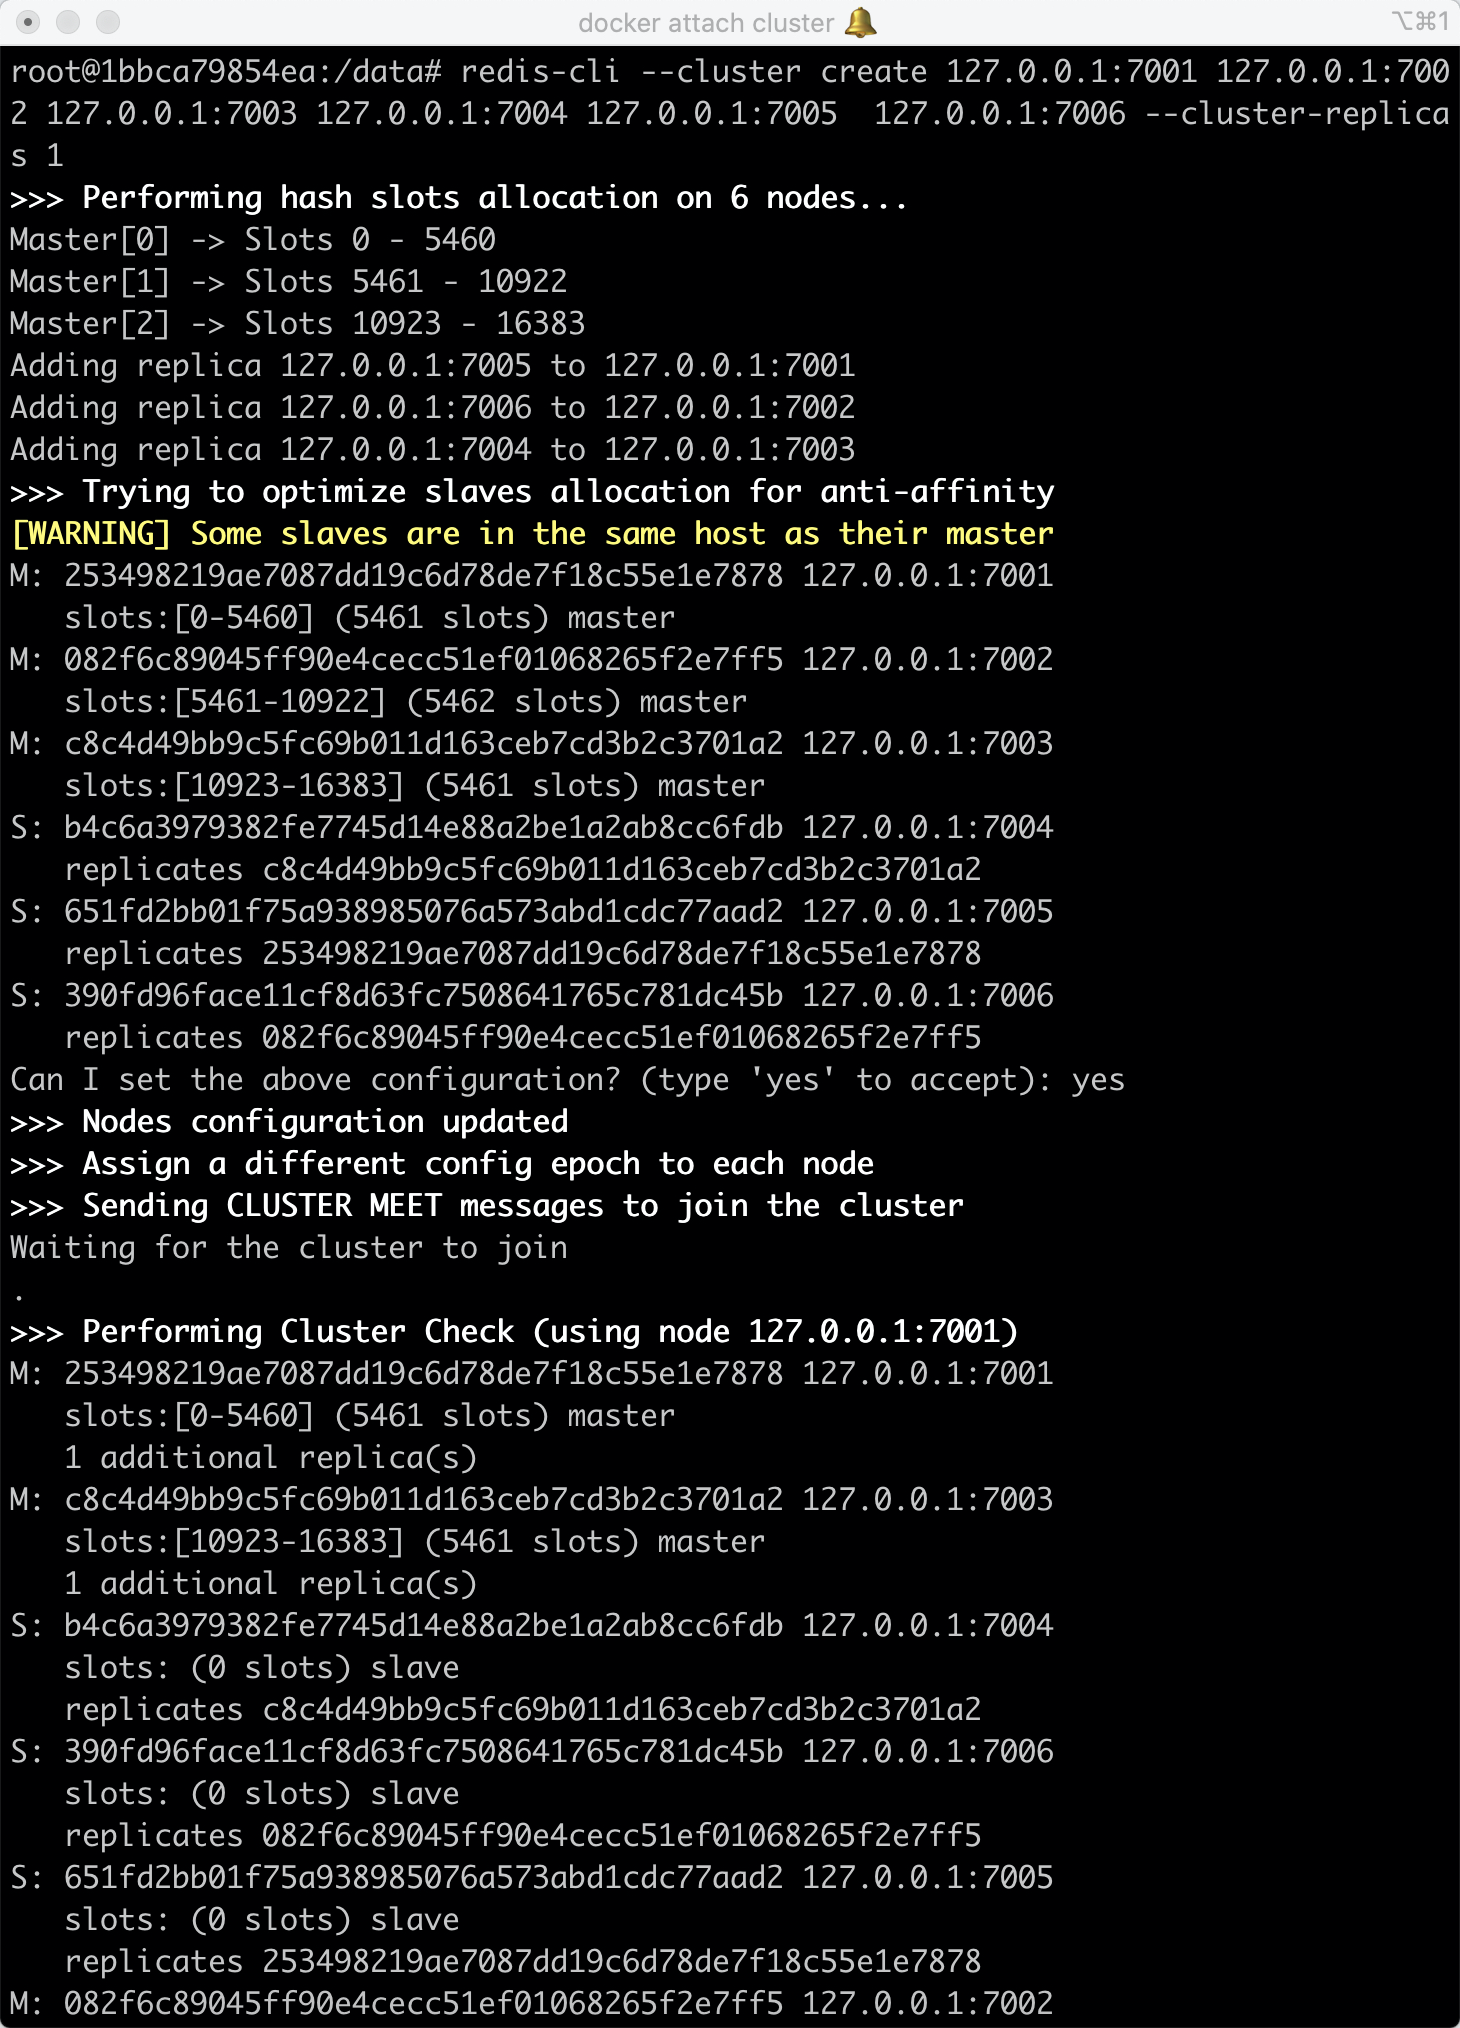 docker attach cluster 🔔
⌥⌘1
root@1bbca79854ea:/data# redis-cli --cluster create 127.0.0.1:7001 127.0.0.1:700
2 127.0.0.1:7003 127.0.0.1:7004 127.0.0.1:7005  127.0.0.1:7006 --cluster-replica
s 1
>>> Performing hash slots allocation on 6 nodes...
Master[0] -> Slots 0 - 5460
Master[1] -> Slots 5461 - 10922
Master[2] -> Slots 10923 - 16383
Adding replica 127.0.0.1:7005 to 127.0.0.1:7001
Adding replica 127.0.0.1:7006 to 127.0.0.1:7002
Adding replica 127.0.0.1:7004 to 127.0.0.1:7003
>>> Trying to optimize slaves allocation for anti-affinity
[WARNING] Some slaves are in the same host as their master
M: 253498219ae7087dd19c6d78de7f18c55e1e7878 127.0.0.1:7001
   slots:[0-5460] (5461 slots) master
M: 082f6c89045ff90e4cecc51ef01068265f2e7ff5 127.0.0.1:7002
   slots:[5461-10922] (5462 slots) master
M: c8c4d49bb9c5fc69b011d163ceb7cd3b2c3701a2 127.0.0.1:7003
   slots:[10923-16383] (5461 slots) master
S: b4c6a3979382fe7745d14e88a2be1a2ab8cc6fdb 127.0.0.1:7004
   replicates c8c4d49bb9c5fc69b011d163ceb7cd3b2c3701a2
S: 651fd2bb01f75a938985076a573abd1cdc77aad2 127.0.0.1:7005
   replicates 253498219ae7087dd19c6d78de7f18c55e1e7878
S: 390fd96face11cf8d63fc7508641765c781dc45b 127.0.0.1:7006
   replicates 082f6c89045ff90e4cecc51ef01068265f2e7ff5
Can I set the above configuration? (type 'yes' to accept): yes
>>> Nodes configuration updated
>>> Assign a different config epoch to each node
>>> Sending CLUSTER MEET messages to join the cluster
Waiting for the cluster to join
.
>>> Performing Cluster Check (using node 127.0.0.1:7001)
M: 253498219ae7087dd19c6d78de7f18c55e1e7878 127.0.0.1:7001
   slots:[0-5460] (5461 slots) master
   1 additional replica(s)
M: c8c4d49bb9c5fc69b011d163ceb7cd3b2c3701a2 127.0.0.1:7003
   slots:[10923-16383] (5461 slots) master
   1 additional replica(s)
S: b4c6a3979382fe7745d14e88a2be1a2ab8cc6fdb 127.0.0.1:7004
   slots: (0 slots) slave
   replicates c8c4d49bb9c5fc69b011d163ceb7cd3b2c3701a2
S: 390fd96face11cf8d63fc7508641765c781dc45b 127.0.0.1:7006
   slots: (0 slots) slave
   replicates 082f6c89045ff90e4cecc51ef01068265f2e7ff5
S: 651fd2bb01f75a938985076a573abd1cdc77aad2 127.0.0.1:7005
   slots: (0 slots) slave
   replicates 253498219ae7087dd19c6d78de7f18c55e1e7878
M: 082f6c89045ff90e4cecc51ef01068265f2e7ff5 127.0.0.1:7002